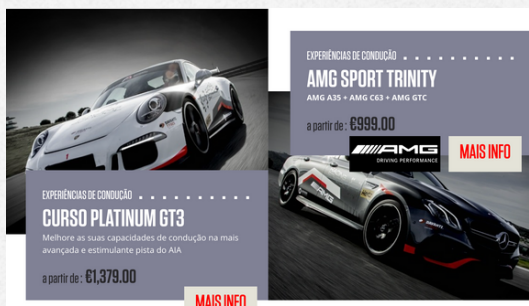 EXPERIÊNCIAS DE CONDUÇÃO
AMG SPORT TRINITY
AMG A35 + AMG C63 + AMG GTC
a partir de : €999.00
AMG
DRIVING PERFORMANCE
MAIS INFO
EXPERIÊNCIAS DE CONDUÇÃO
CURSO PLATINUM GT3
Melhore as suas capacidades de condução na mais
avançada e estimulante pista do AIA
a partir de : €1,379.00
MAIS INFO
AMG